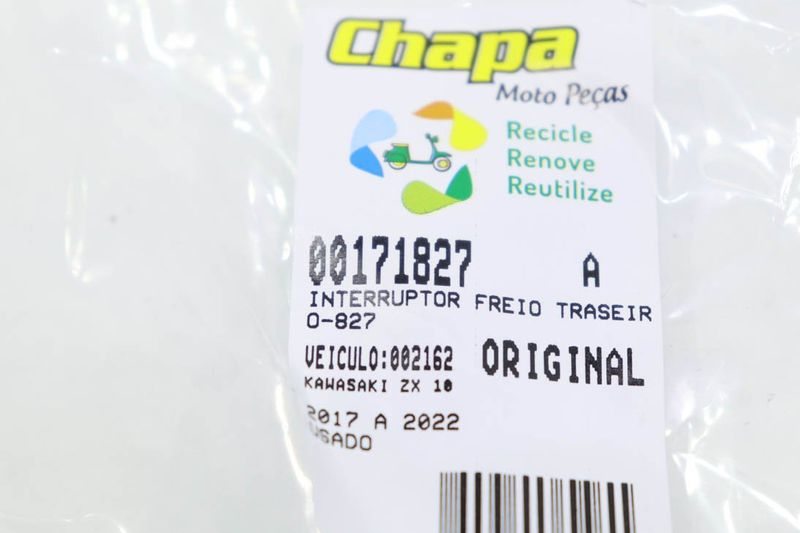 Chapa
Moto Peças
Recicle
Renove
Reutilize
00171827 A
INTERRUPTOR FREIO TRASEIR
O-827
VEICULO:002162 ORIGINAL
KAWASAKI ZX 10
2017 A 2022
USADO